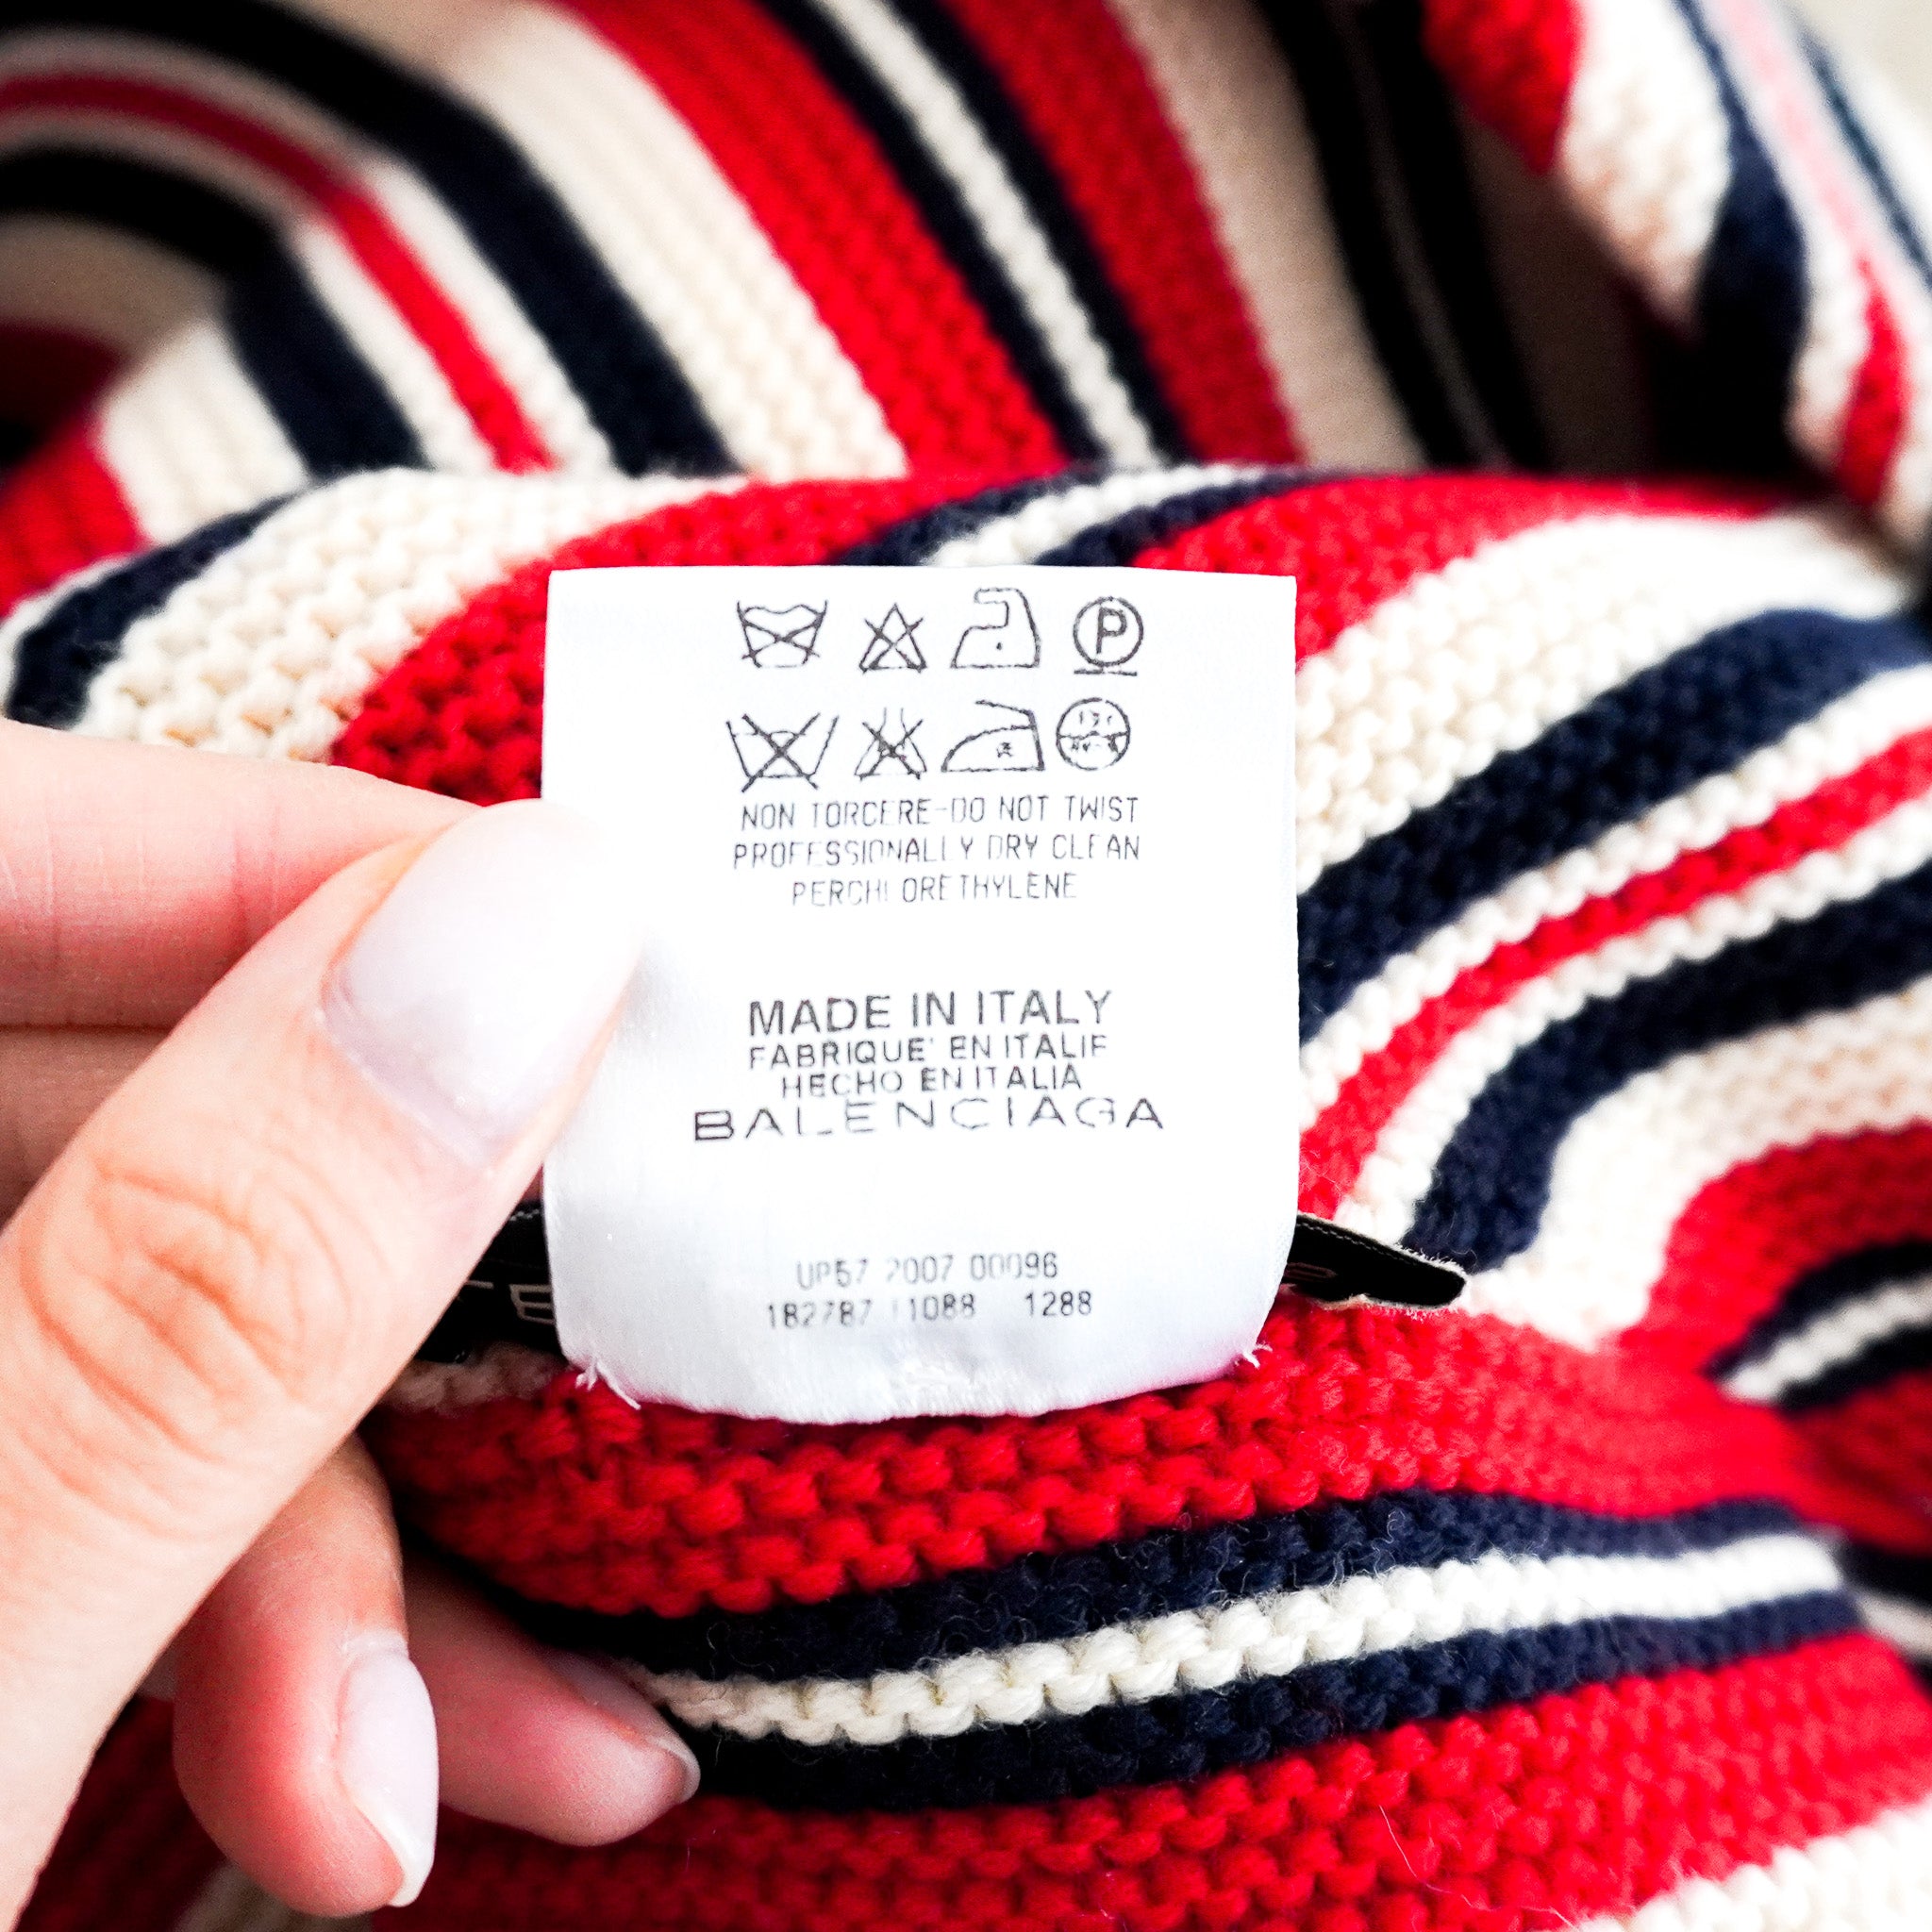 P
NON TORCERE-DO NOT TWIST
PROFESSIONALLY DRY CLEAN
PERCHLORETHYLENE
MADE IN ITALY
FABRIQUE' EN ITALIE
HECHO EN ITALIA
BALENCIAGA
UP57 2007 00096
182787 11088 1288